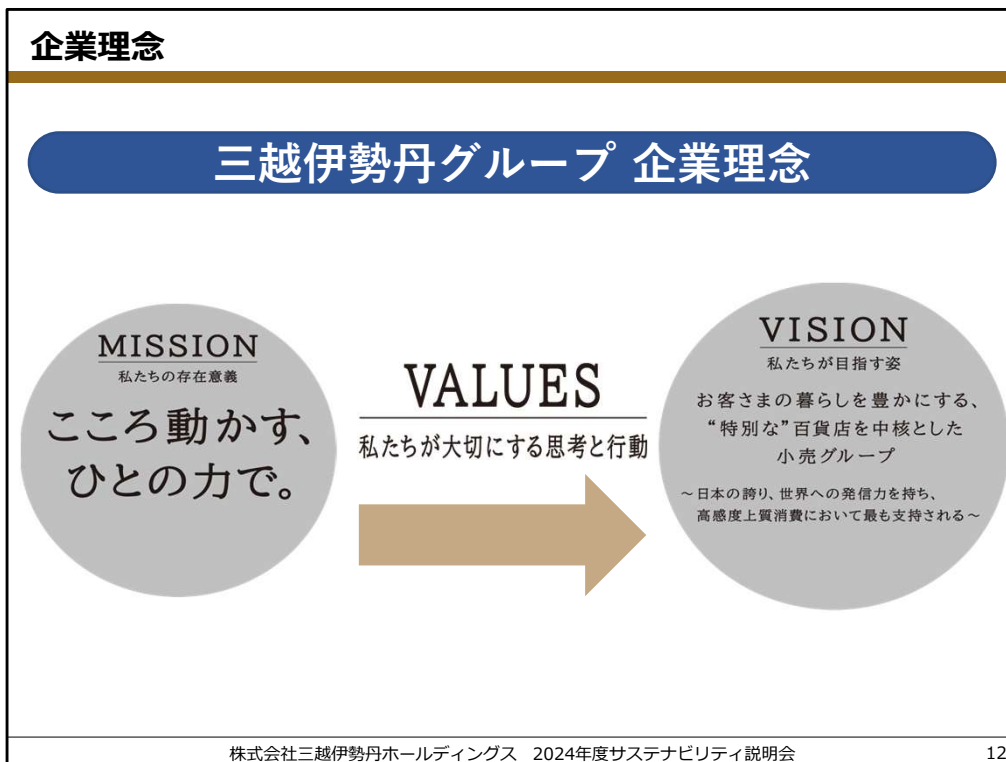 企業理念
三越伊勢丹グループ 企業理念
MISSION
私たちの存在意義
こころ動かす、
ひとの力で。
VALUES
私たちが大切にする思考と行動
VISION
私たちが目指す姿
お客さまの暮らしを豊かにする、
“特別な”百貨店を中核とした
小売グループ
～日本の誇り、世界への発信力を持ち、
高感度上質消費において最も支持される～
株式会社三越伊勢丹ホールディングス 2024年度サステナビリティ説明会
12